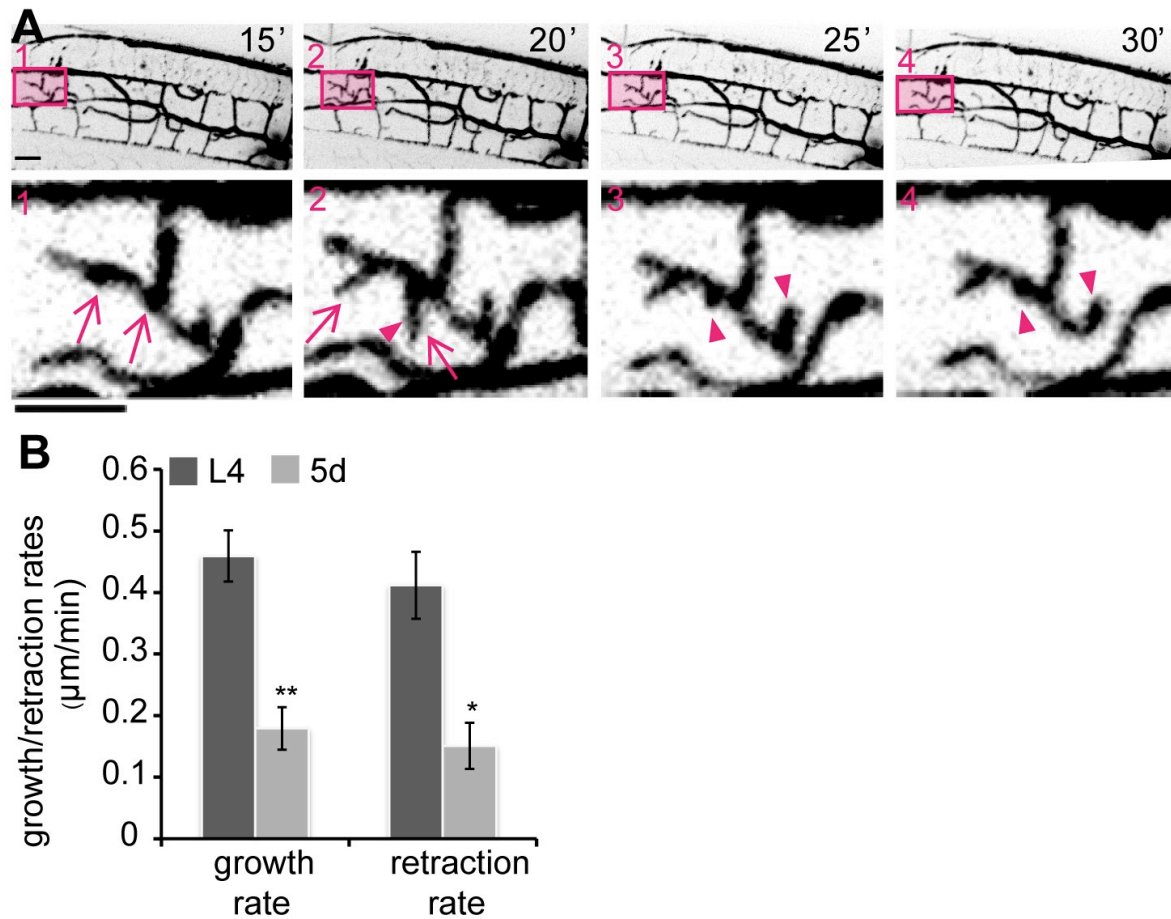 A
15’
20’
25’
30’
1
2
3
4
1
2
3
4
B
L4
5d
growth/retraction rates
(µm/min)
0.6
0.5
0.4
0.3
0.2
0.1
0
**
*
growth
rate
retraction
rate